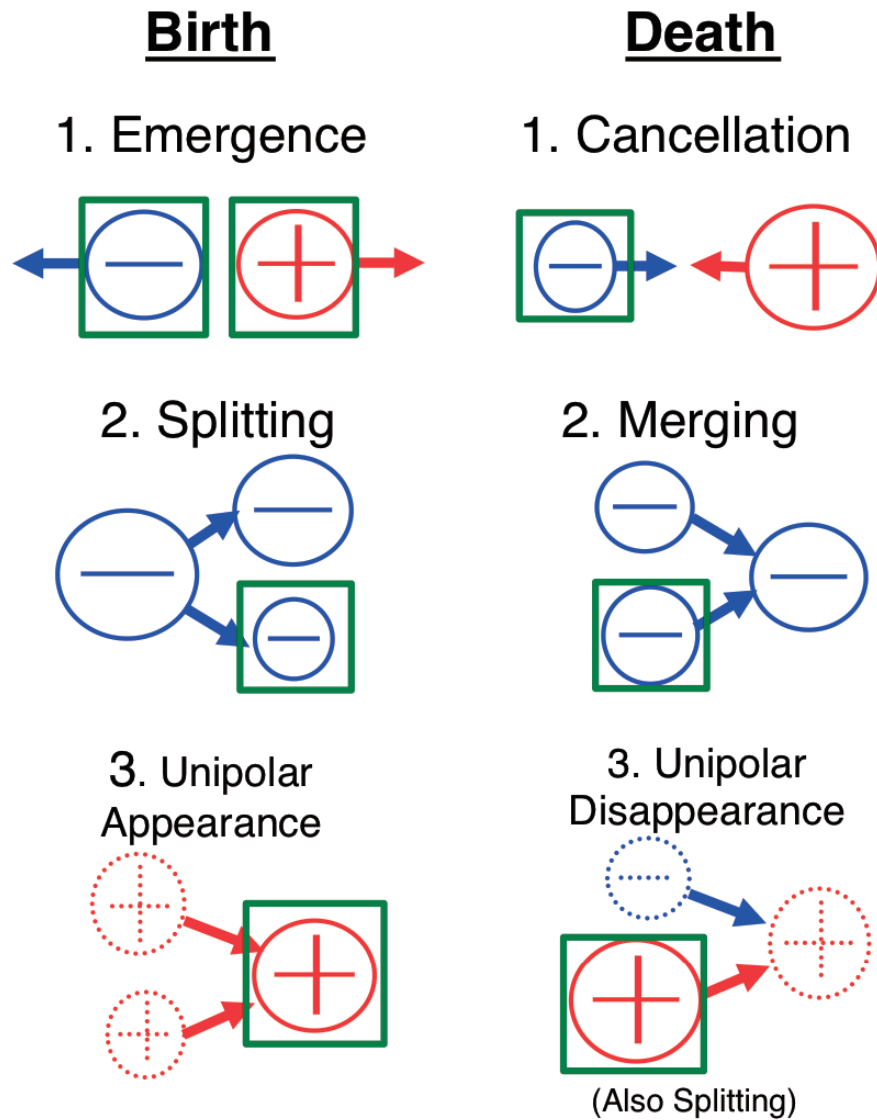 Birth
1. Emergence
2. Splitting
3. Unipolar
Appearance
Death
1. Cancellation
2. Merging
3. Unipolar
Disappearance
(Also Splitting)